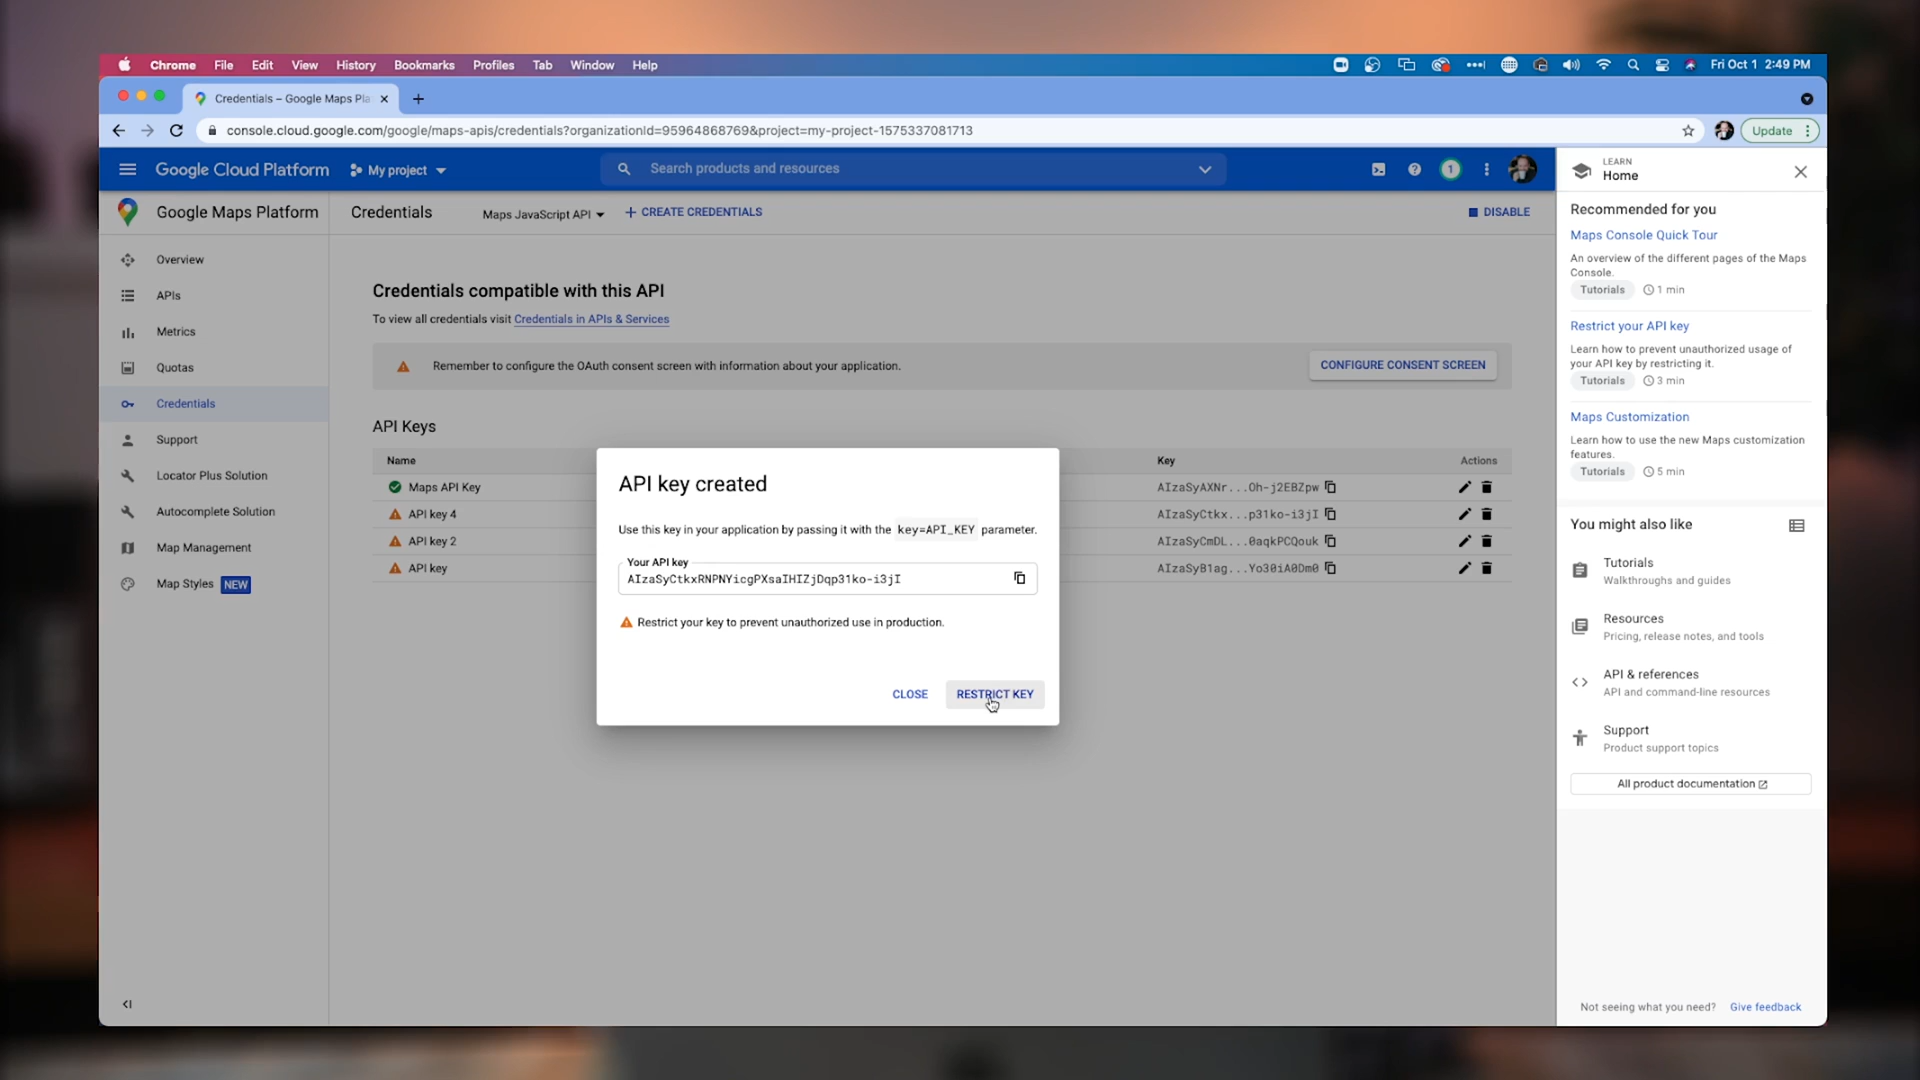 Chrome File Edit View History Bookmarks Profiles Tab Window Help Fri Oct 1 2:49 PM
Credentials – Google Maps Pla
console.cloud.google.com/google/maps-apis/credentials?organizationId=95964868769&project=my-project-1575337081713
Update
Google Cloud Platform
My project
Search products and resources
1
Google Maps Platform
Overview
APIs
Metrics
Quotas
Credentials
Support
Locator Plus Solution
Autocomplete Solution
Map Management
Map Styles NEW
Credentials
Maps JavaScript API
+ CREATE CREDENTIALS
DISABLE
Credentials compatible with this API
To view all credentials visit Credentials in APIs & Services
Remember to configure the OAuth consent screen with information about your application.
CONFIGURE CONSENT SCREEN
API Keys
Name Key Actions
Maps API Key AIzaSyAXNr...Oh-j2EBZpw
API key 4 AIzaSyCtkx...p31ko-i3jI
API key 2 AIzaSyCmDL...0aqkPCQouk
API key AIzaSyB1ag...Yo30iA0Dm0
API key created
Use this key in your application by passing it with the key=API_KEY parameter.
Your API key
AIzaSyCtkxRNPNYicgPXsaIHIZjDqp31ko-i3jI
Restrict your key to prevent unauthorized use in production.
CLOSE
RESTRICT KEY
LEARN
Home
Recommended for you
Maps Console Quick Tour
An overview of the different pages of the Maps
Console.
Tutorials 1 min
Restrict your API key
Learn how to prevent unauthorized usage of
your API key by restricting it.
Tutorials 3 min
Maps Customization
Learn how to use the new Maps customization
features.
Tutorials 5 min
You might also like
Tutorials
Walkthroughs and guides
Resources
Pricing, release notes, and tools
API & references
API and command-line resources
Support
Product support topics
All product documentation
Not seeing what you need? Give feedback